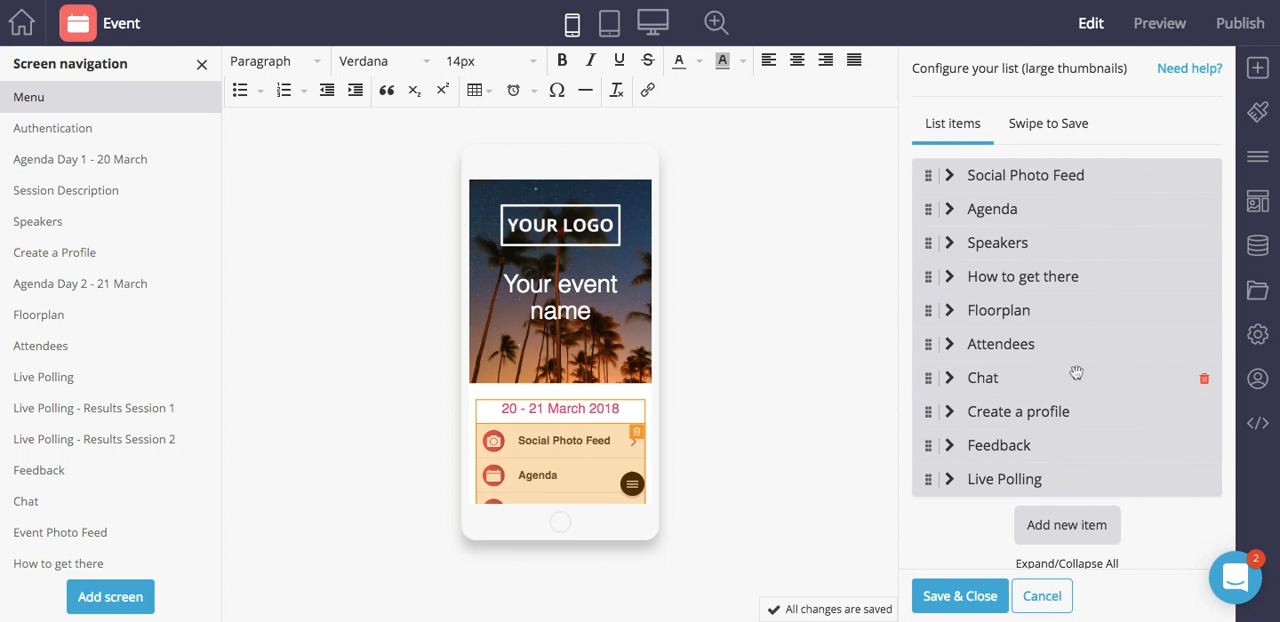 Event
Edit
Preview
Publish
Screen navigation
Menu
Authentication
Agenda Day 1 - 20 March
Session Description
Speakers
Create a Profile
Agenda Day 2 - 21 March
Floorplan
Attendees
Live Polling
Live Polling - Results Session 1
Live Polling - Results Session 2
Feedback
Chat
Event Photo Feed
How to get there
Add screen
Paragraph
Verdana
14px
B I U S A A
YOUR LOGO
Your event
name
20 - 21 March 2018
Social Photo Feed
Agenda
All changes are saved
Configure your list (large thumbnails)
Need help?
List items
Swipe to Save
Social Photo Feed
Agenda
Speakers
How to get there
Floorplan
Attendees
Chat
Create a profile
Feedback
Live Polling
Add new item
Expand/Collapse All
Save & Close
Cancel
2